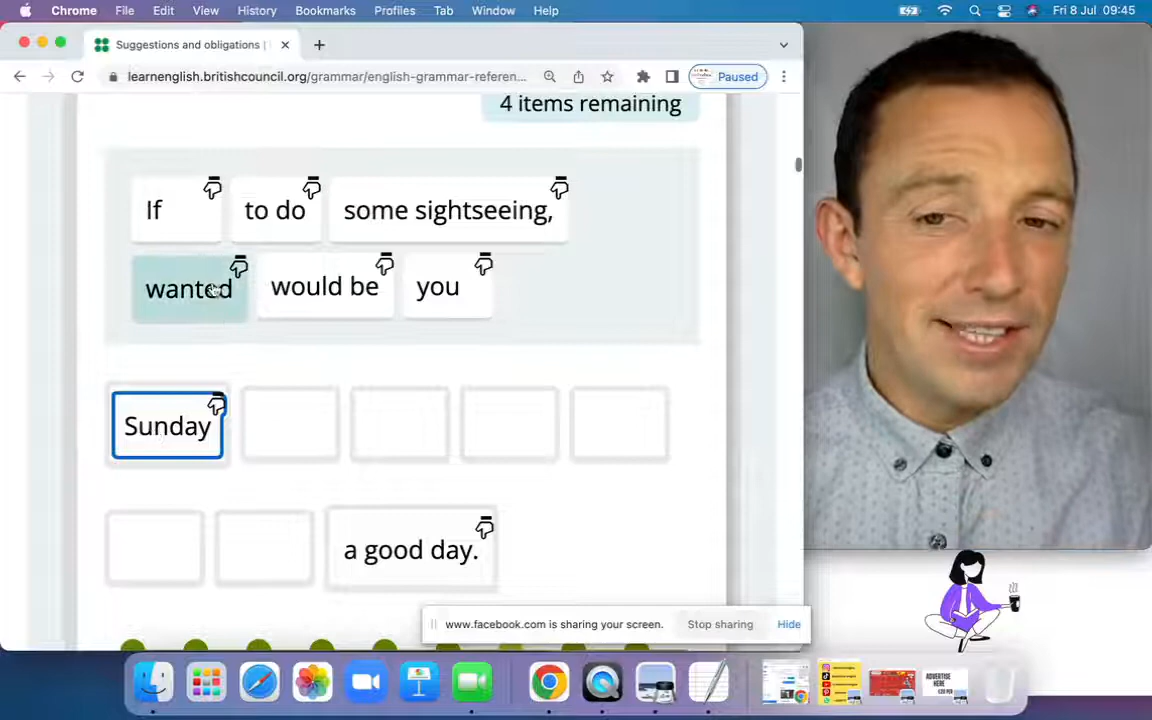 Chrome File Edit View History Bookmarks Profiles Tab Window Help Fri 8 Jul 09:45
Suggestions and obligations |
learnenglish.britishcouncil.org/grammar/english-grammar-referen... Paused
4 items remaining
If to do some sightseeing,
wanted would be you
Sunday
a good day.
www.facebook.com is sharing your screen. Stop sharing Hide
ADVERTISE
HERE